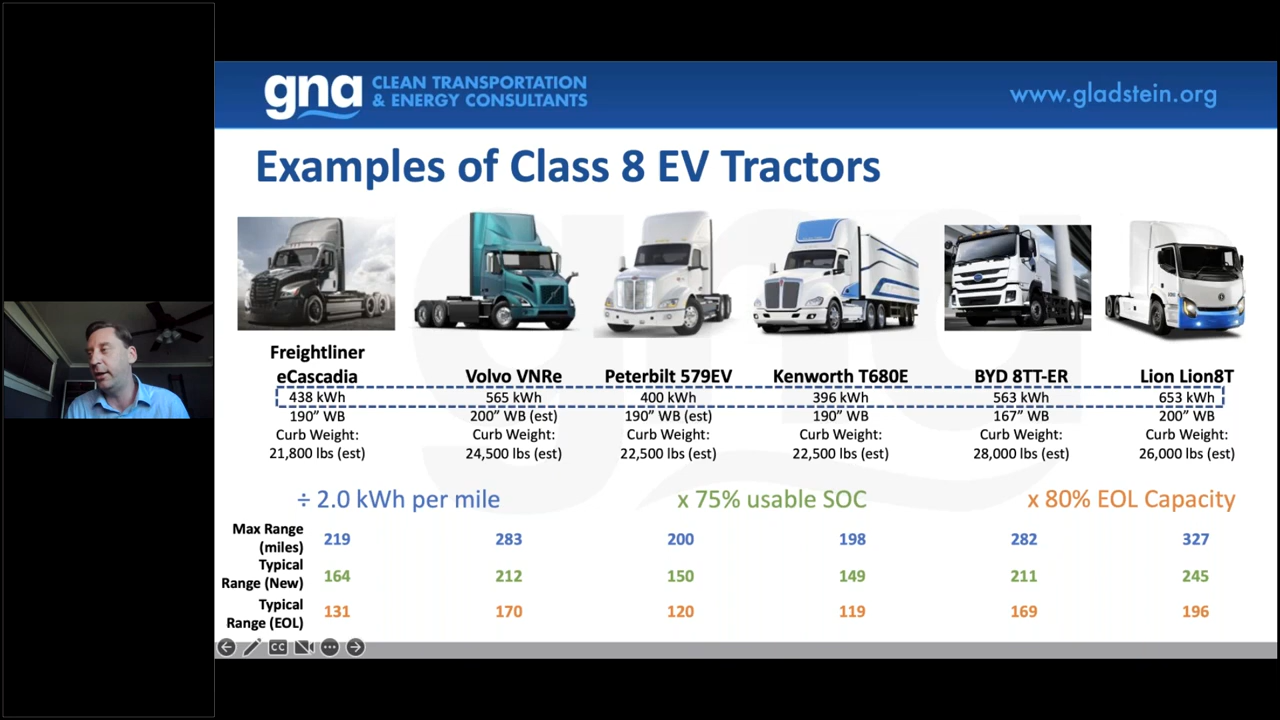 gna CLEAN TRANSPORTATION
& ENERGY CONSULTANTS
www.gladstein.org
Examples of Class 8 EV Tractors
Freightliner
eCascadia
438 kWh
190” WB
Curb Weight:
21,800 lbs (est)
Volvo VNRe
565 kWh
200” WB (est)
Curb Weight:
24,500 lbs (est)
Peterbilt 579EV
400 kWh
190” WB (est)
Curb Weight:
22,500 lbs (est)
Kenworth T680E
396 kWh
190” WB
Curb Weight:
22,500 lbs (est)
BYD 8TT-ER
563 kWh
167” WB
Curb Weight:
28,000 lbs (est)
Lion Lion8T
653 kWh
200” WB
Curb Weight:
26,000 lbs (est)
÷ 2.0 kWh per mile
x 75% usable SOC
x 80% EOL Capacity
Max Range
(miles)
219 283 200 198 282 327
Typical
Range (New)
164 212 150 149 211 245
Typical
Range (EOL)
131 170 120 119 169 196
CC